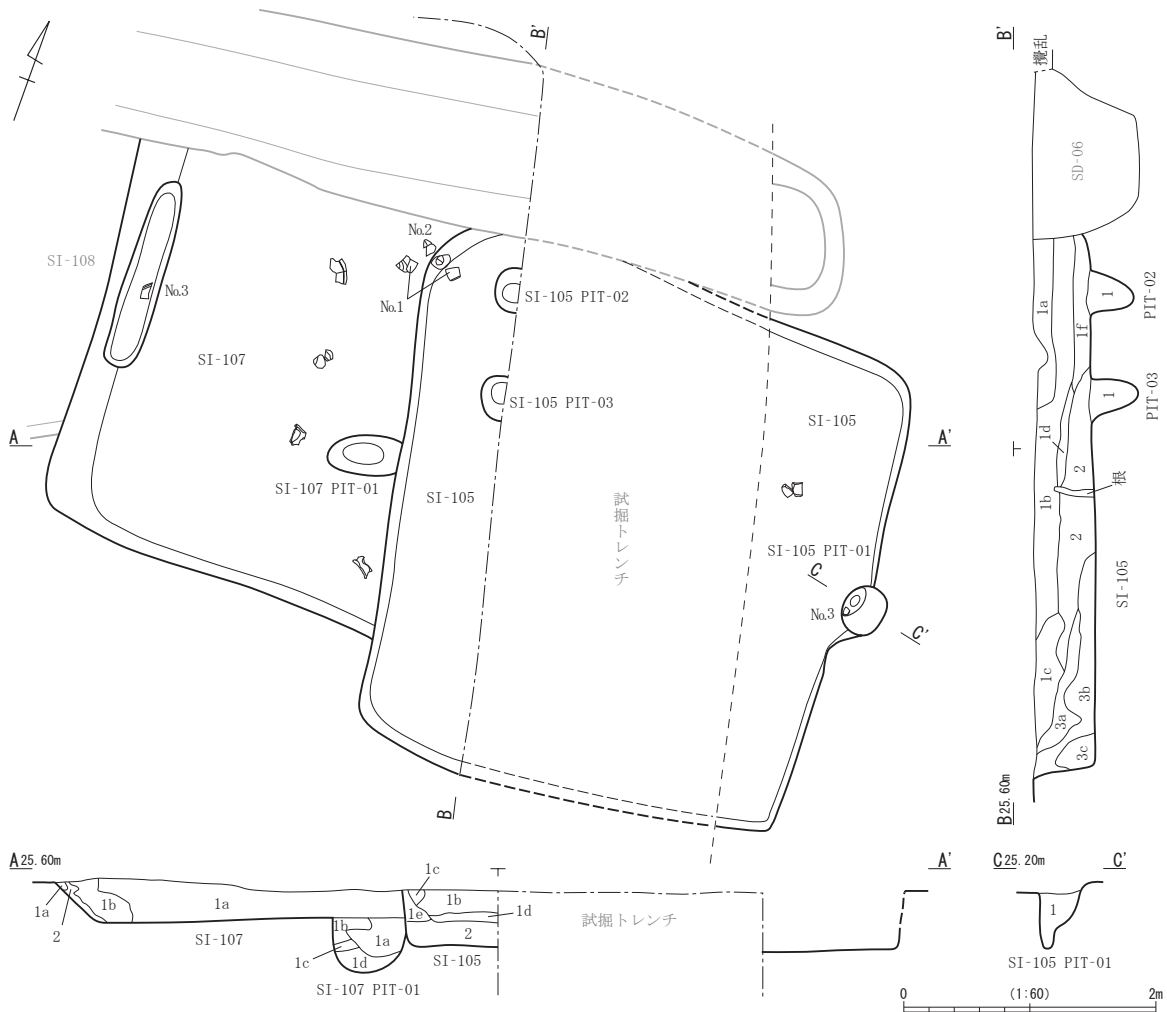 B'
SI-108
No.3
No.2
No.1
SI-105 PIT-02
SI-107
SI-105 PIT-03
SI-105
A
A'
SI-107 PIT-01
SI-105
試掘トレンチ
SI-105 PIT-01
C
No.3
C'
B
B'
攪乱
SD-06
1a
1f
1
PIT-02
1
PIT-03
1d
2
根
1b
2
SI-105
1c
3b
3a
3c
B 25.60m
A 25.60m
A'
1a
2
1b
1a
SI-107
1b
1a
1c
1d
SI-107 PIT-01
1c
1b
1e
1d
2
SI-105
試掘トレンチ
C 25.20m
C'
1
SI-105 PIT-01
0
(1:60)
2m